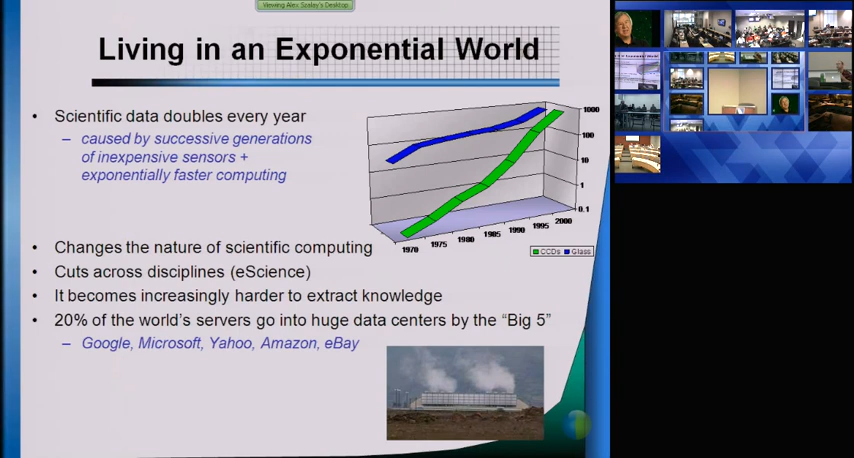 Viewing Alex Szalay's Desktop
Living in an Exponential World
• Scientific data doubles every year
– caused by successive generations
of inexpensive sensors +
exponentially faster computing
1000
100
10
1
0.1
1970 1975 1980 1985 1990 1995 2000
CCDs Glass
• Changes the nature of scientific computing
• Cuts across disciplines (eScience)
• It becomes increasingly harder to extract knowledge
• 20% of the world's servers go into huge data centers by the “Big 5”
– Google, Microsoft, Yahoo, Amazon, eBay